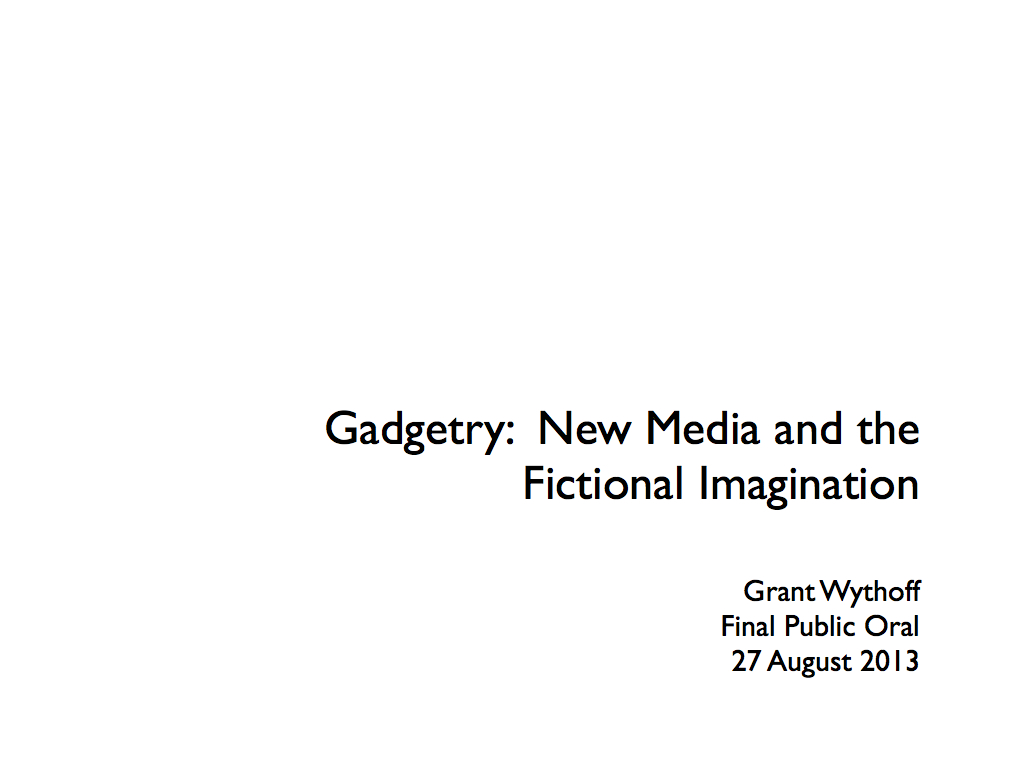 Gadgetry:  New Media and the
Fictional Imagination
Grant Wythoff
Final Public Oral
27 August 2013